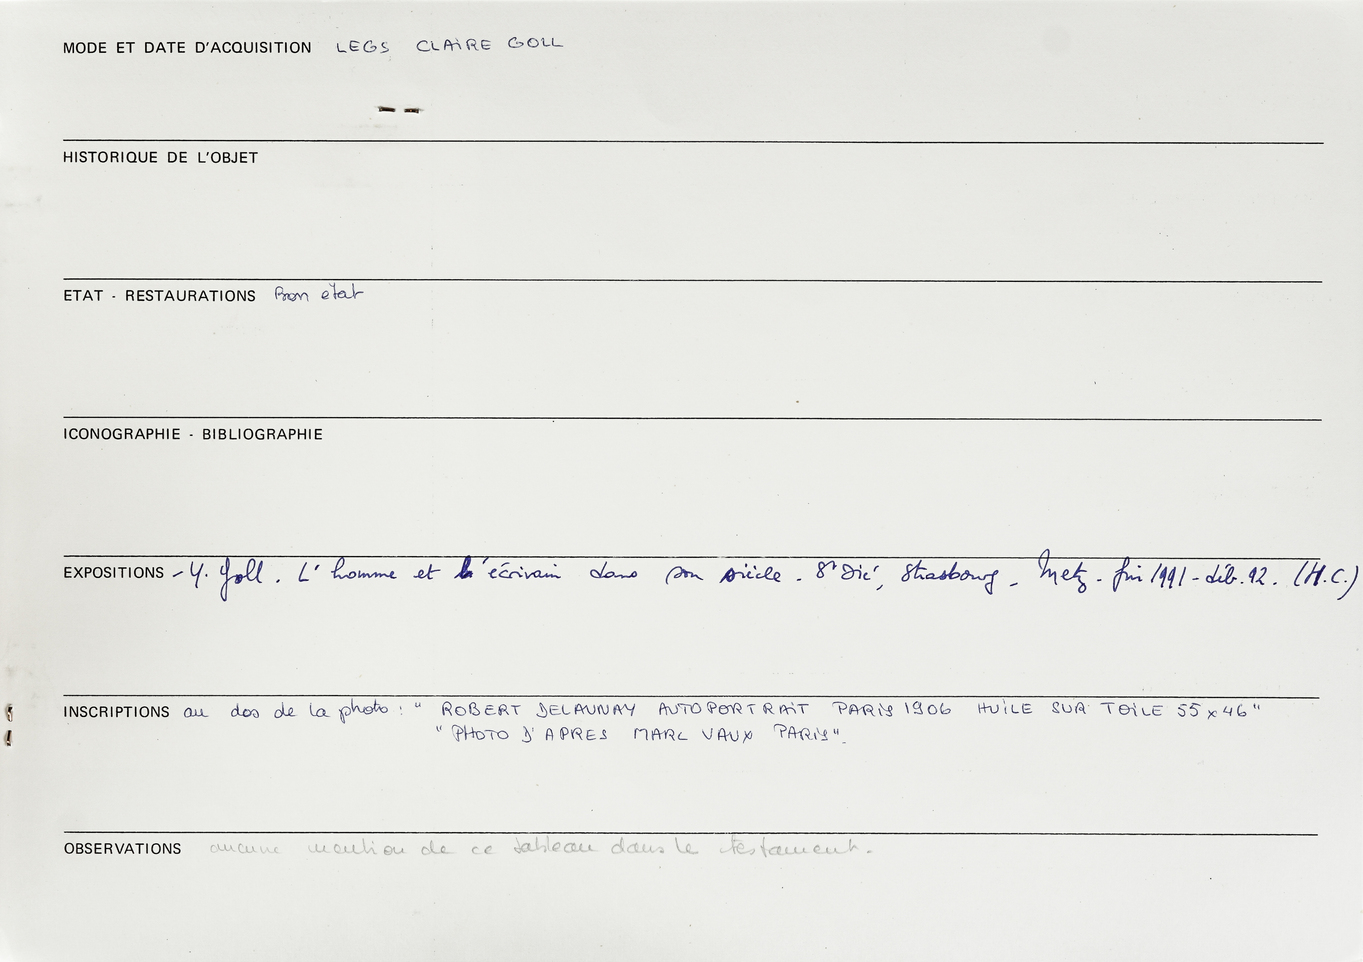 MODE ET DATE D'ACQUISITION LEGS CLAIRE GOLL
HISTORIQUE DE L'OBJET
ETAT - RESTAURATIONS Bon état
ICONOGRAPHIE - BIBLIOGRAPHIE
EXPOSITIONS - Y. Goll. L'homme et l'écrivain dans son siècle. St Dié, Strasbourg - Metz - fin 1991 - déb. 92. (H.C.)
INSCRIPTIONS au dos de la photo : " ROBERT DELAUNAY AUTOPORTRAIT PARIS 1906 HUILE SUR TOILE 55 x 46 "
" PHOTO D'APRES MARC VAUX PARIS ".
OBSERVATIONS aucune mention de ce tableau dans le testament.